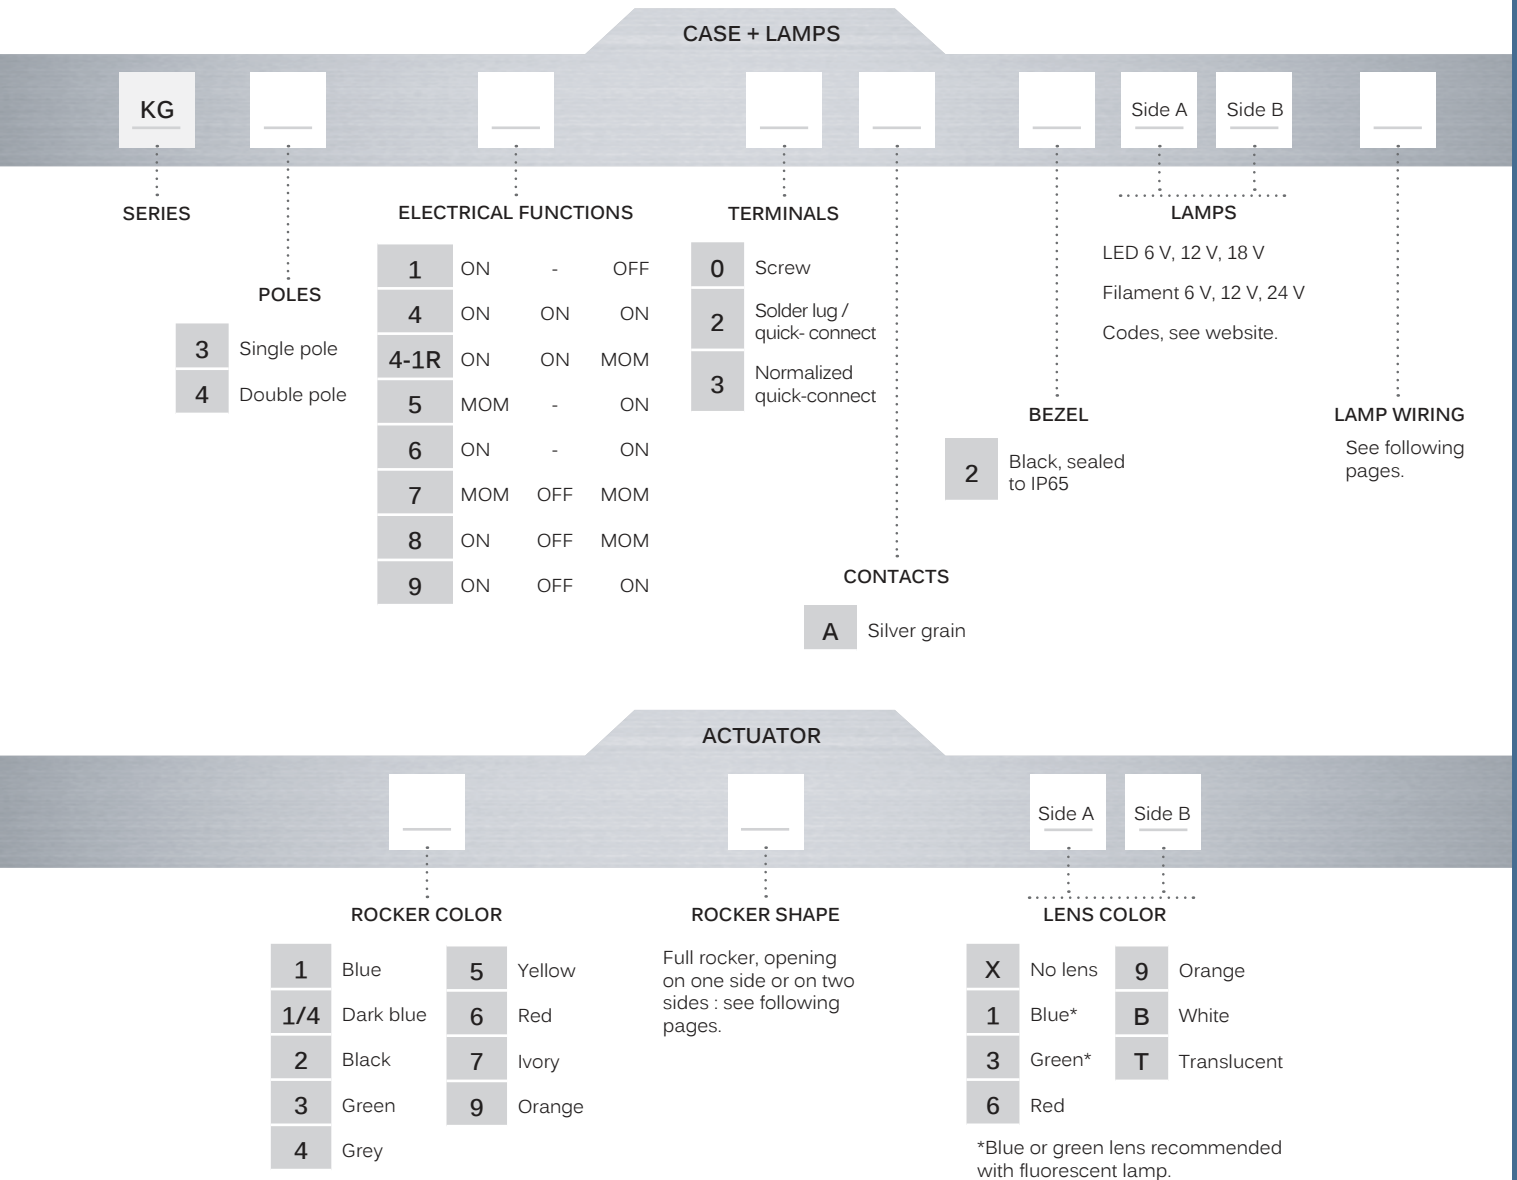 CASE + LAMPS
KG
Side A
Side B
SERIES
POLES
3 Single pole
4 Double pole
ELECTRICAL FUNCTIONS
1 ON - OFF
4 ON ON ON
4-1R ON ON MOM
5 MOM - ON
6 ON - ON
7 MOM OFF MOM
8 ON OFF MOM
9 ON OFF ON
TERMINALS
0 Screw
2 Solder lug /
quick- connect
3 Normalized
quick-connect
CONTACTS
A Silver grain
BEZEL
2 Black, sealed
to IP65
LAMPS
LED 6 V, 12 V, 18 V
Filament 6 V, 12 V, 24 V
Codes, see website.
LAMP WIRING
See following
pages.
ACTUATOR
Side A
Side B
ROCKER COLOR
1 Blue
1/4 Dark blue
2 Black
3 Green
4 Grey
5 Yellow
6 Red
7 Ivory
9 Orange
ROCKER SHAPE
Full rocker, opening
on one side or on two
sides : see following
pages.
LENS COLOR
X No lens
1 Blue*
3 Green*
6 Red
9 Orange
B White
T Translucent
*Blue or green lens recommended
with fluorescent lamp.